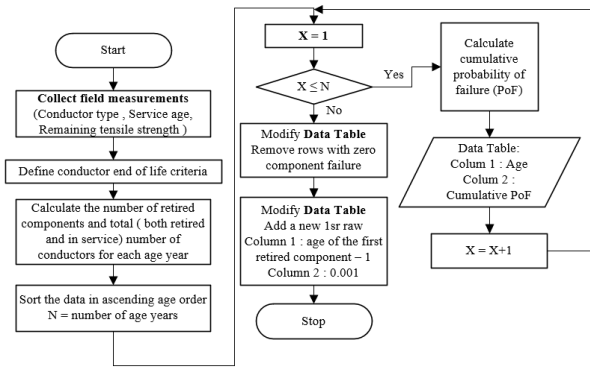 Start
Collect field measurements
(Conductor type , Service age,
Remaining tensile strength )
Define conductor end of life criteria
Calculate the number of retired
components and total ( both retired
and in service) number of
conductors for each age year
Sort the data in ascending age order
N = number of age years
X = 1
X ≤ N
Yes
No
Calculate
cumulative
probability of
failure (PoF)
Data Table:
Colum 1 : Age
Colum 2 :
Cumulative PoF
X = X+1
Modify Data Table
Remove rows with zero
component failure
Modify Data Table
Add a new 1sr raw
Column 1 : age of the first
retired component – 1
Column 2 : 0.001
Stop